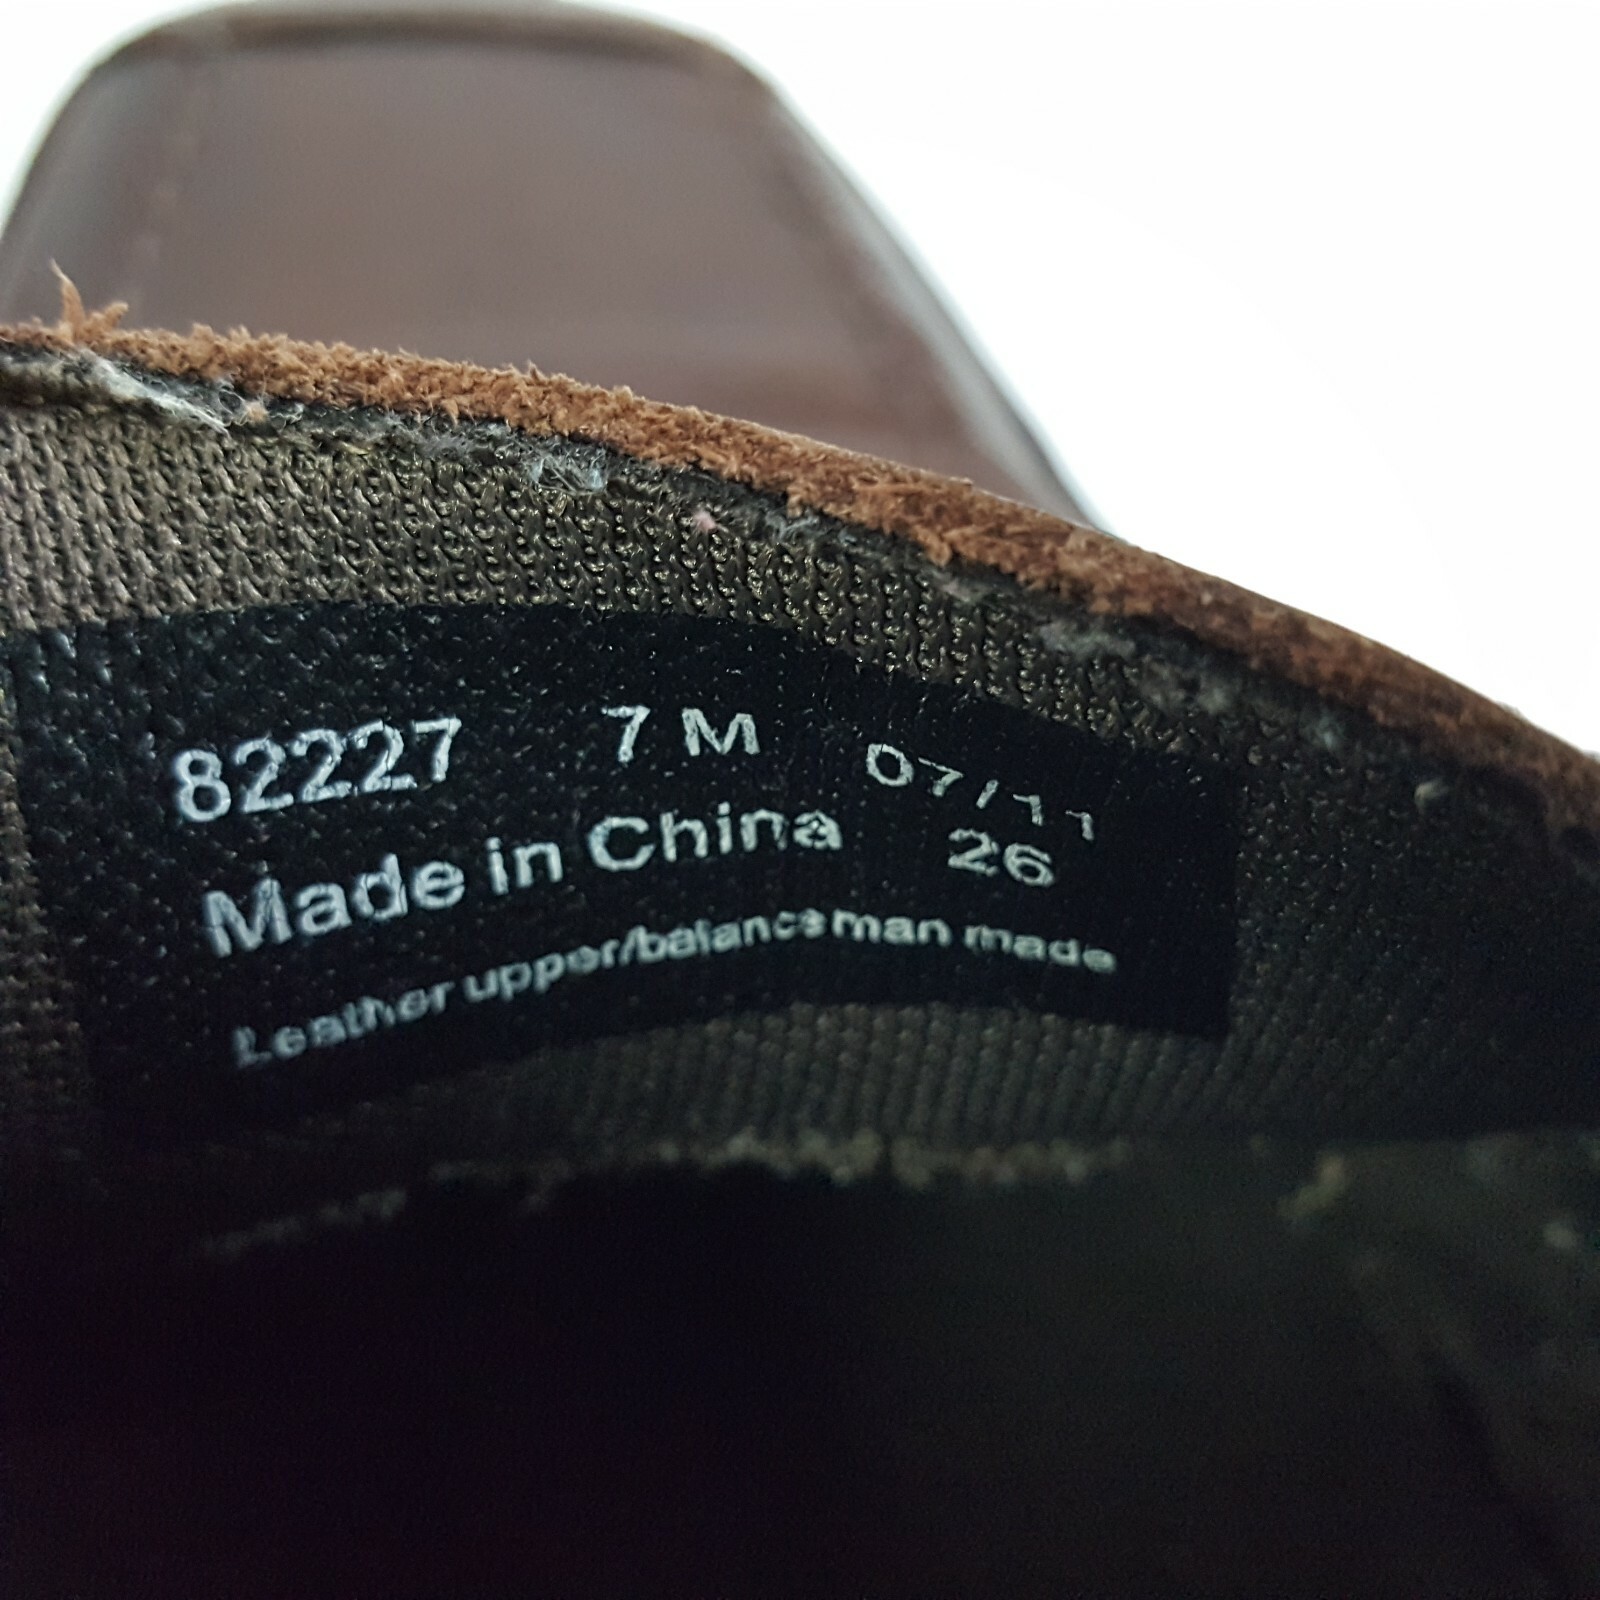 82227 7 M 07/11
Made in China 26
Leather upper/balance man made